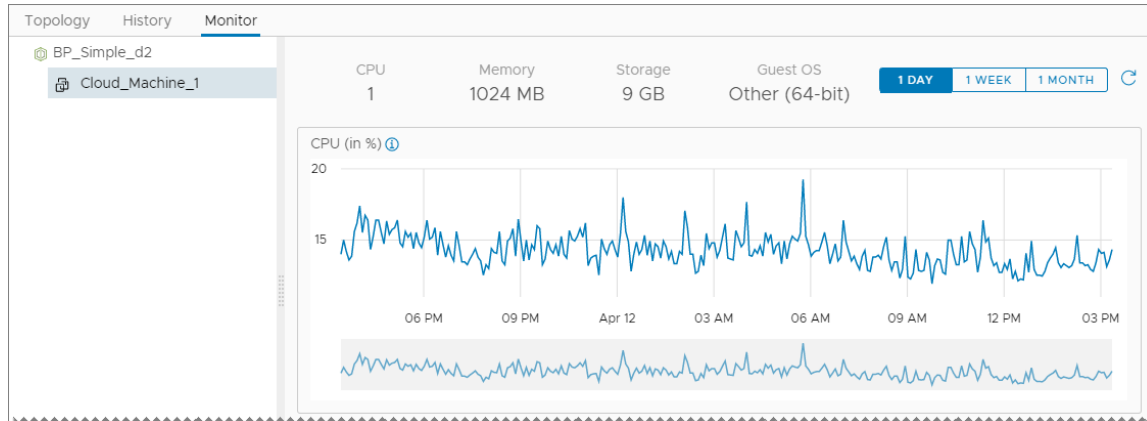 Topology History Monitor
BP_Simple_d2
Cloud_Machine_1
CPU Memory Storage Guest OS
1 1024 MB 9 GB Other (64-bit)
1 DAY 1 WEEK 1 MONTH
CPU (in %)
20
15
06 PM 09 PM Apr 12 03 AM 06 AM 09 AM 12 PM 03 PM